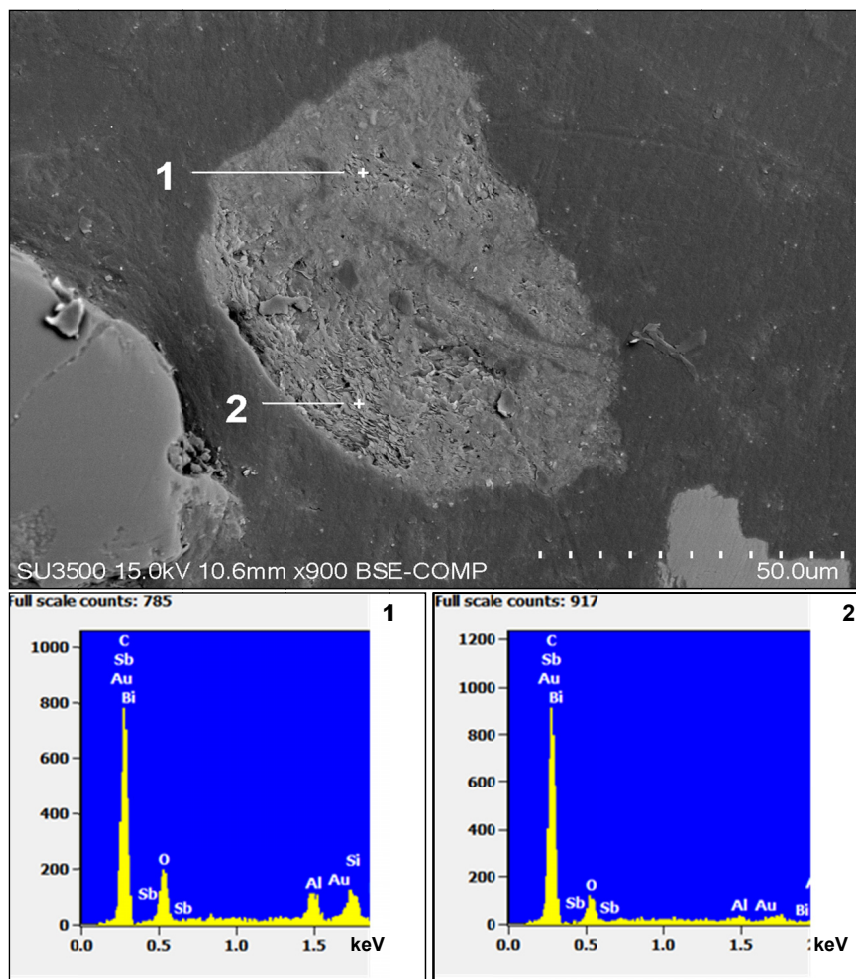 1
2
SU3500 15.0kV 10.6mm x900 BSE-COMP
50.0um
Full scale counts: 785
1
1000
800
600
400
200
0
C
Sb
Au
Bi
O
Sb
Sb
Al
Au
Si
0.0 0.5 1.0 1.5 keV
Full scale counts: 917
2
1200
1000
800
600
400
200
0
C
Sb
Au
Bi
O
Sb
Sb
Al
Au
Bi
0.0 0.5 1.0 1.5 keV